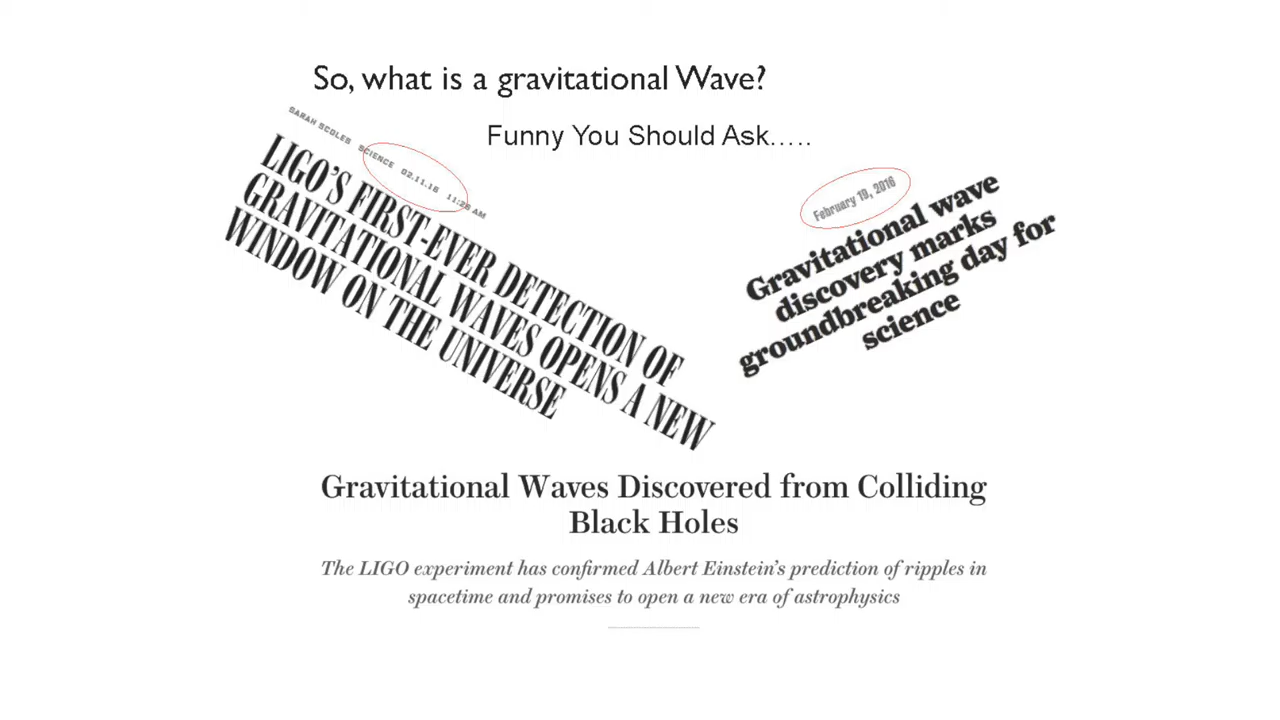 So, what is a gravitational Wave?
Funny You Should Ask.....
SARAH SCOLES SCIENCE 02.11.16 11:28 AM
LIGO'S FIRST-EVER DETECTION OF
GRAVITATIONAL WAVES OPENS A NEW
WINDOW ON THE UNIVERSE
February 19, 2016
Gravitational wave
discovery marks
groundbreaking day for
science
Gravitational Waves Discovered from Colliding
Black Holes
The LIGO experiment has confirmed Albert Einstein's prediction of ripples in
spacetime and promises to open a new era of astrophysics